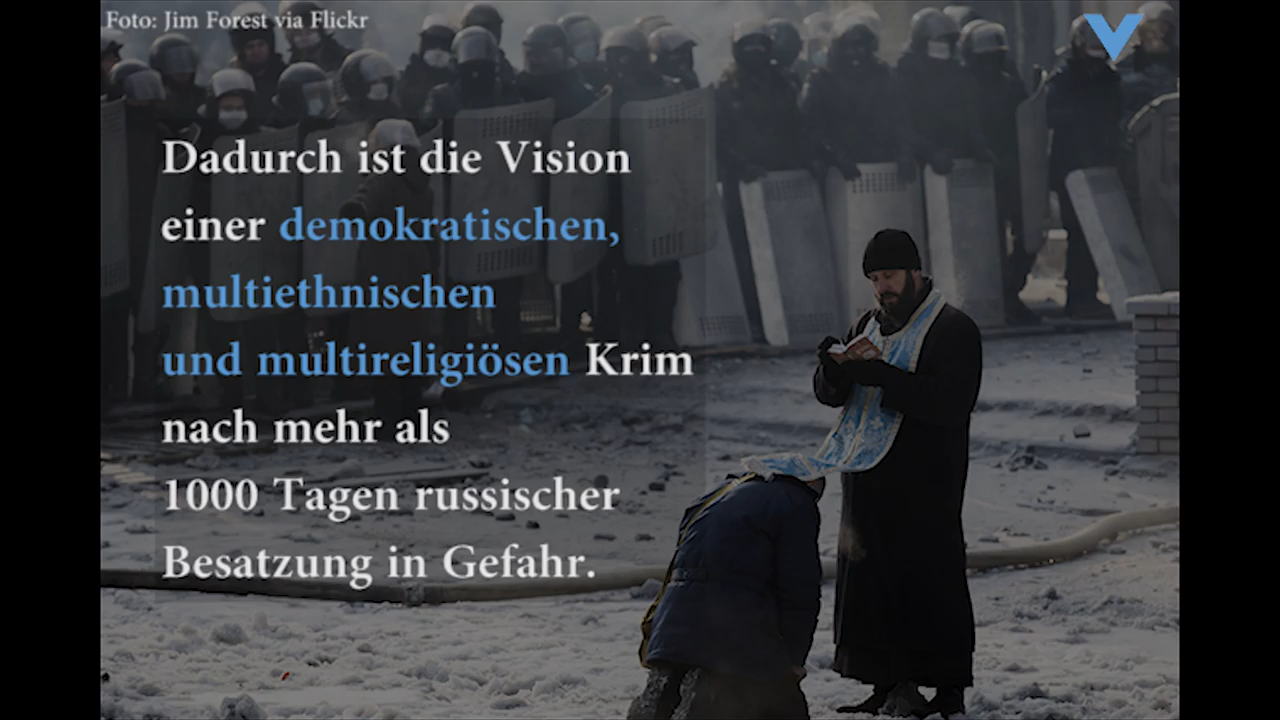 Foto: Jim Forest via Flickr
Dadurch ist die Vision
einer demokratischen,
multiethnischen
und multireligiösen Krim
nach mehr als
1000 Tagen russischer
Besatzung in Gefahr.